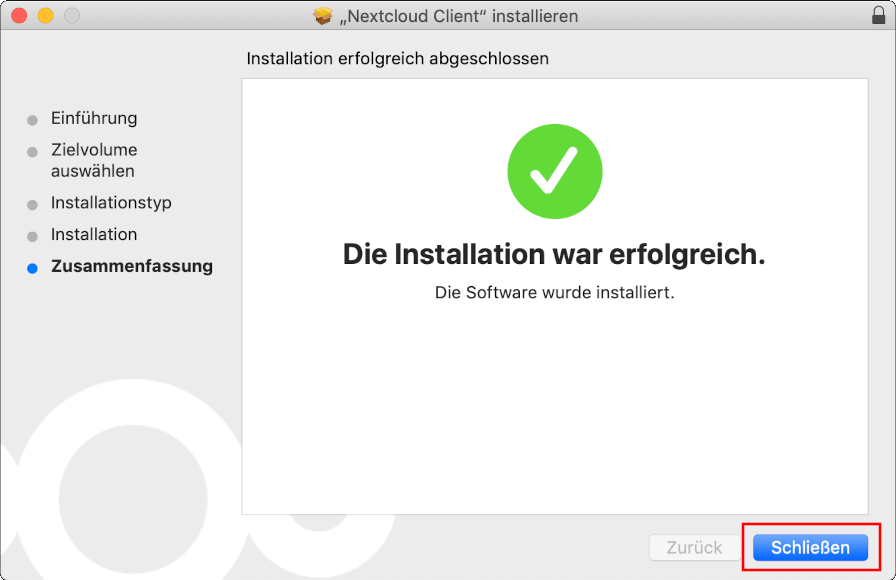 „Nextcloud Client“ installieren
Installation erfolgreich abgeschlossen
Einführung
Zielvolume
auswählen
Installationstyp
Installation
Zusammenfassung
Die Installation war erfolgreich.
Die Software wurde installiert.
Zurück
Schließen